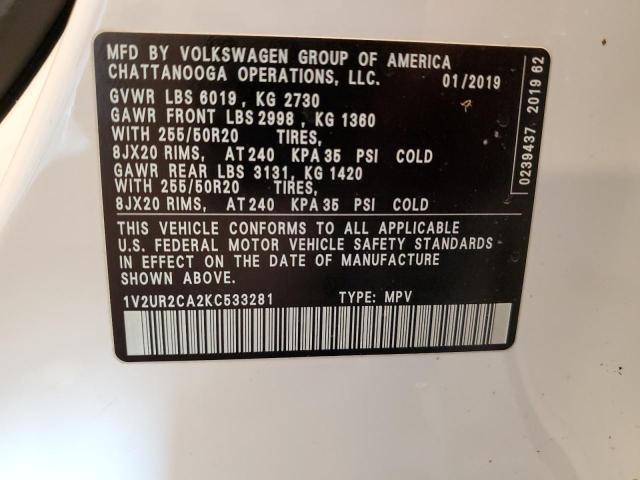 MFD BY VOLKSWAGEN GROUP OF AMERICA
CHATTANOOGA OPERATIONS, LLC. 01/2019
GVWR LBS 6019, KG 2730
GAWR FRONT LBS 2998, KG 1360
WITH 255/50R20 TIRES,
8JX20 RIMS, AT 240 KPA 35 PSI COLD
GAWR REAR LBS 3131, KG 1420
WITH 255/50R20 TIRES,
8JX20 RIMS, AT 240 KPA 35 PSI COLD
THIS VEHICLE CONFORMS TO ALL APPLICABLE
U.S. FEDERAL MOTOR VEHICLE SAFETY STANDARDS
IN EFFECT ON THE DATE OF MANUFACTURE
SHOWN ABOVE.
1V2UR2CA2KC533281 TYPE: MPV
0239437 2019 62